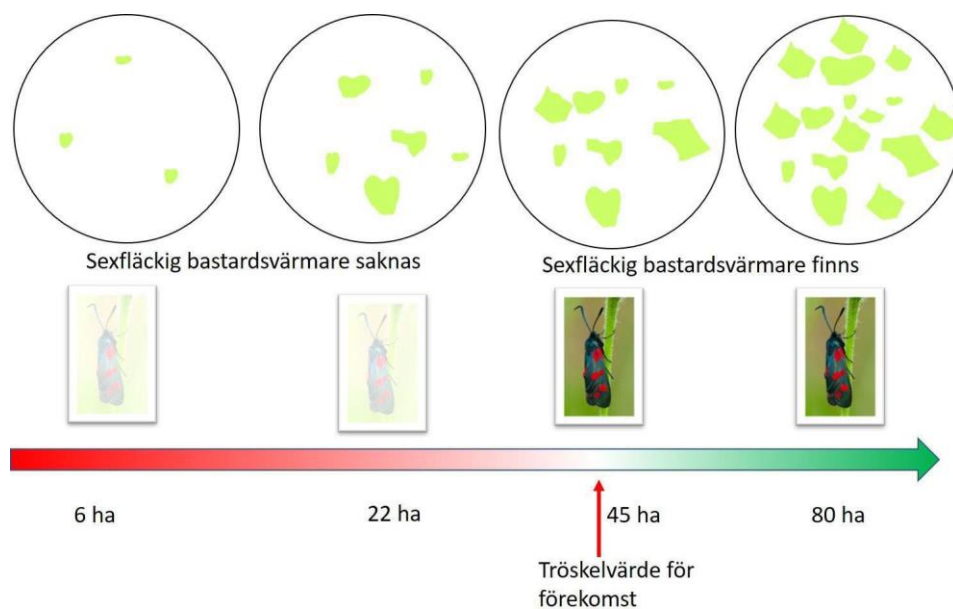 Sexfläckig bastardsvärmare saknas
Sexfläckig bastardsvärmare finns
6 ha
22 ha
45 ha
80 ha
Tröskelvärde för
förekomst